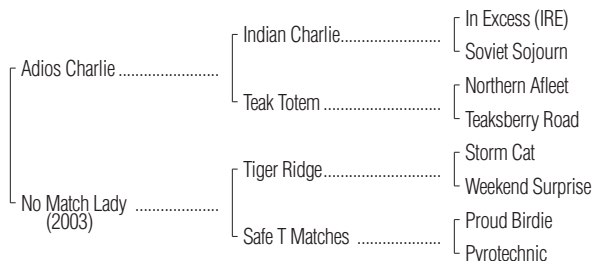 In Excess (IRE)
Indian Charlie....................
Soviet Sojourn
Adios Charlie ....................
Northern Afleet
Teak Totem .......................
Teaksberry Road
Storm Cat
Tiger Ridge.......................
Weekend Surprise
No Match Lady .................
(2003)
Proud Birdie
Safe T Matches .................
Pyrotechnic